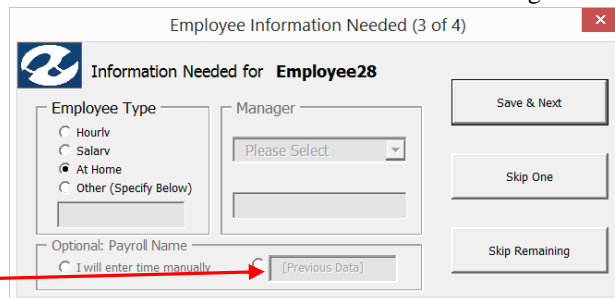 Employee Information Needed (3 of 4)
Information Needed for Employee28
Employee Type
Hourly
Salary
At Home
Other (Specify Below)
Manager
Please Select
Save & Next
Skip One
Skip Remaining
Optional: Payroll Name
I will enter time manually
[Previous Data]